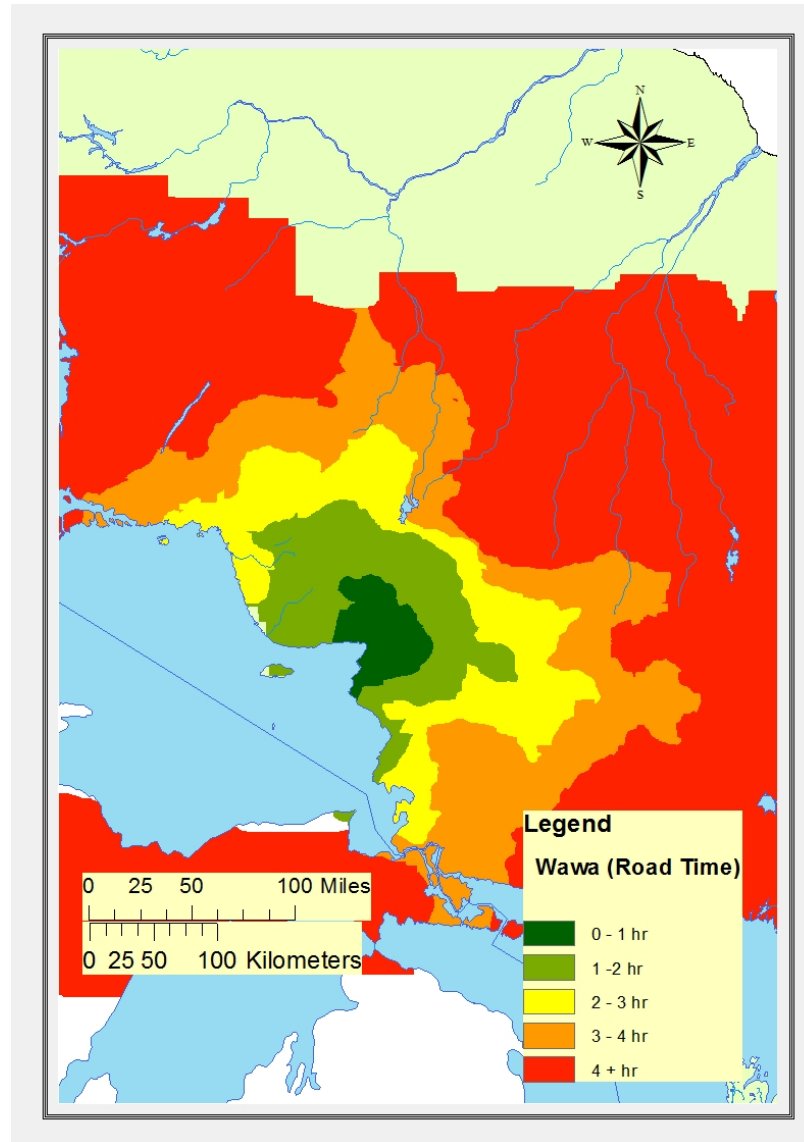 N
W E
S
Legend
Wawa (Road Time)
0 - 1 hr
1 -2 hr
2 - 3 hr
3 - 4 hr
4 + hr
0 25 50 100 Miles
0 25 50 100 Kilometers